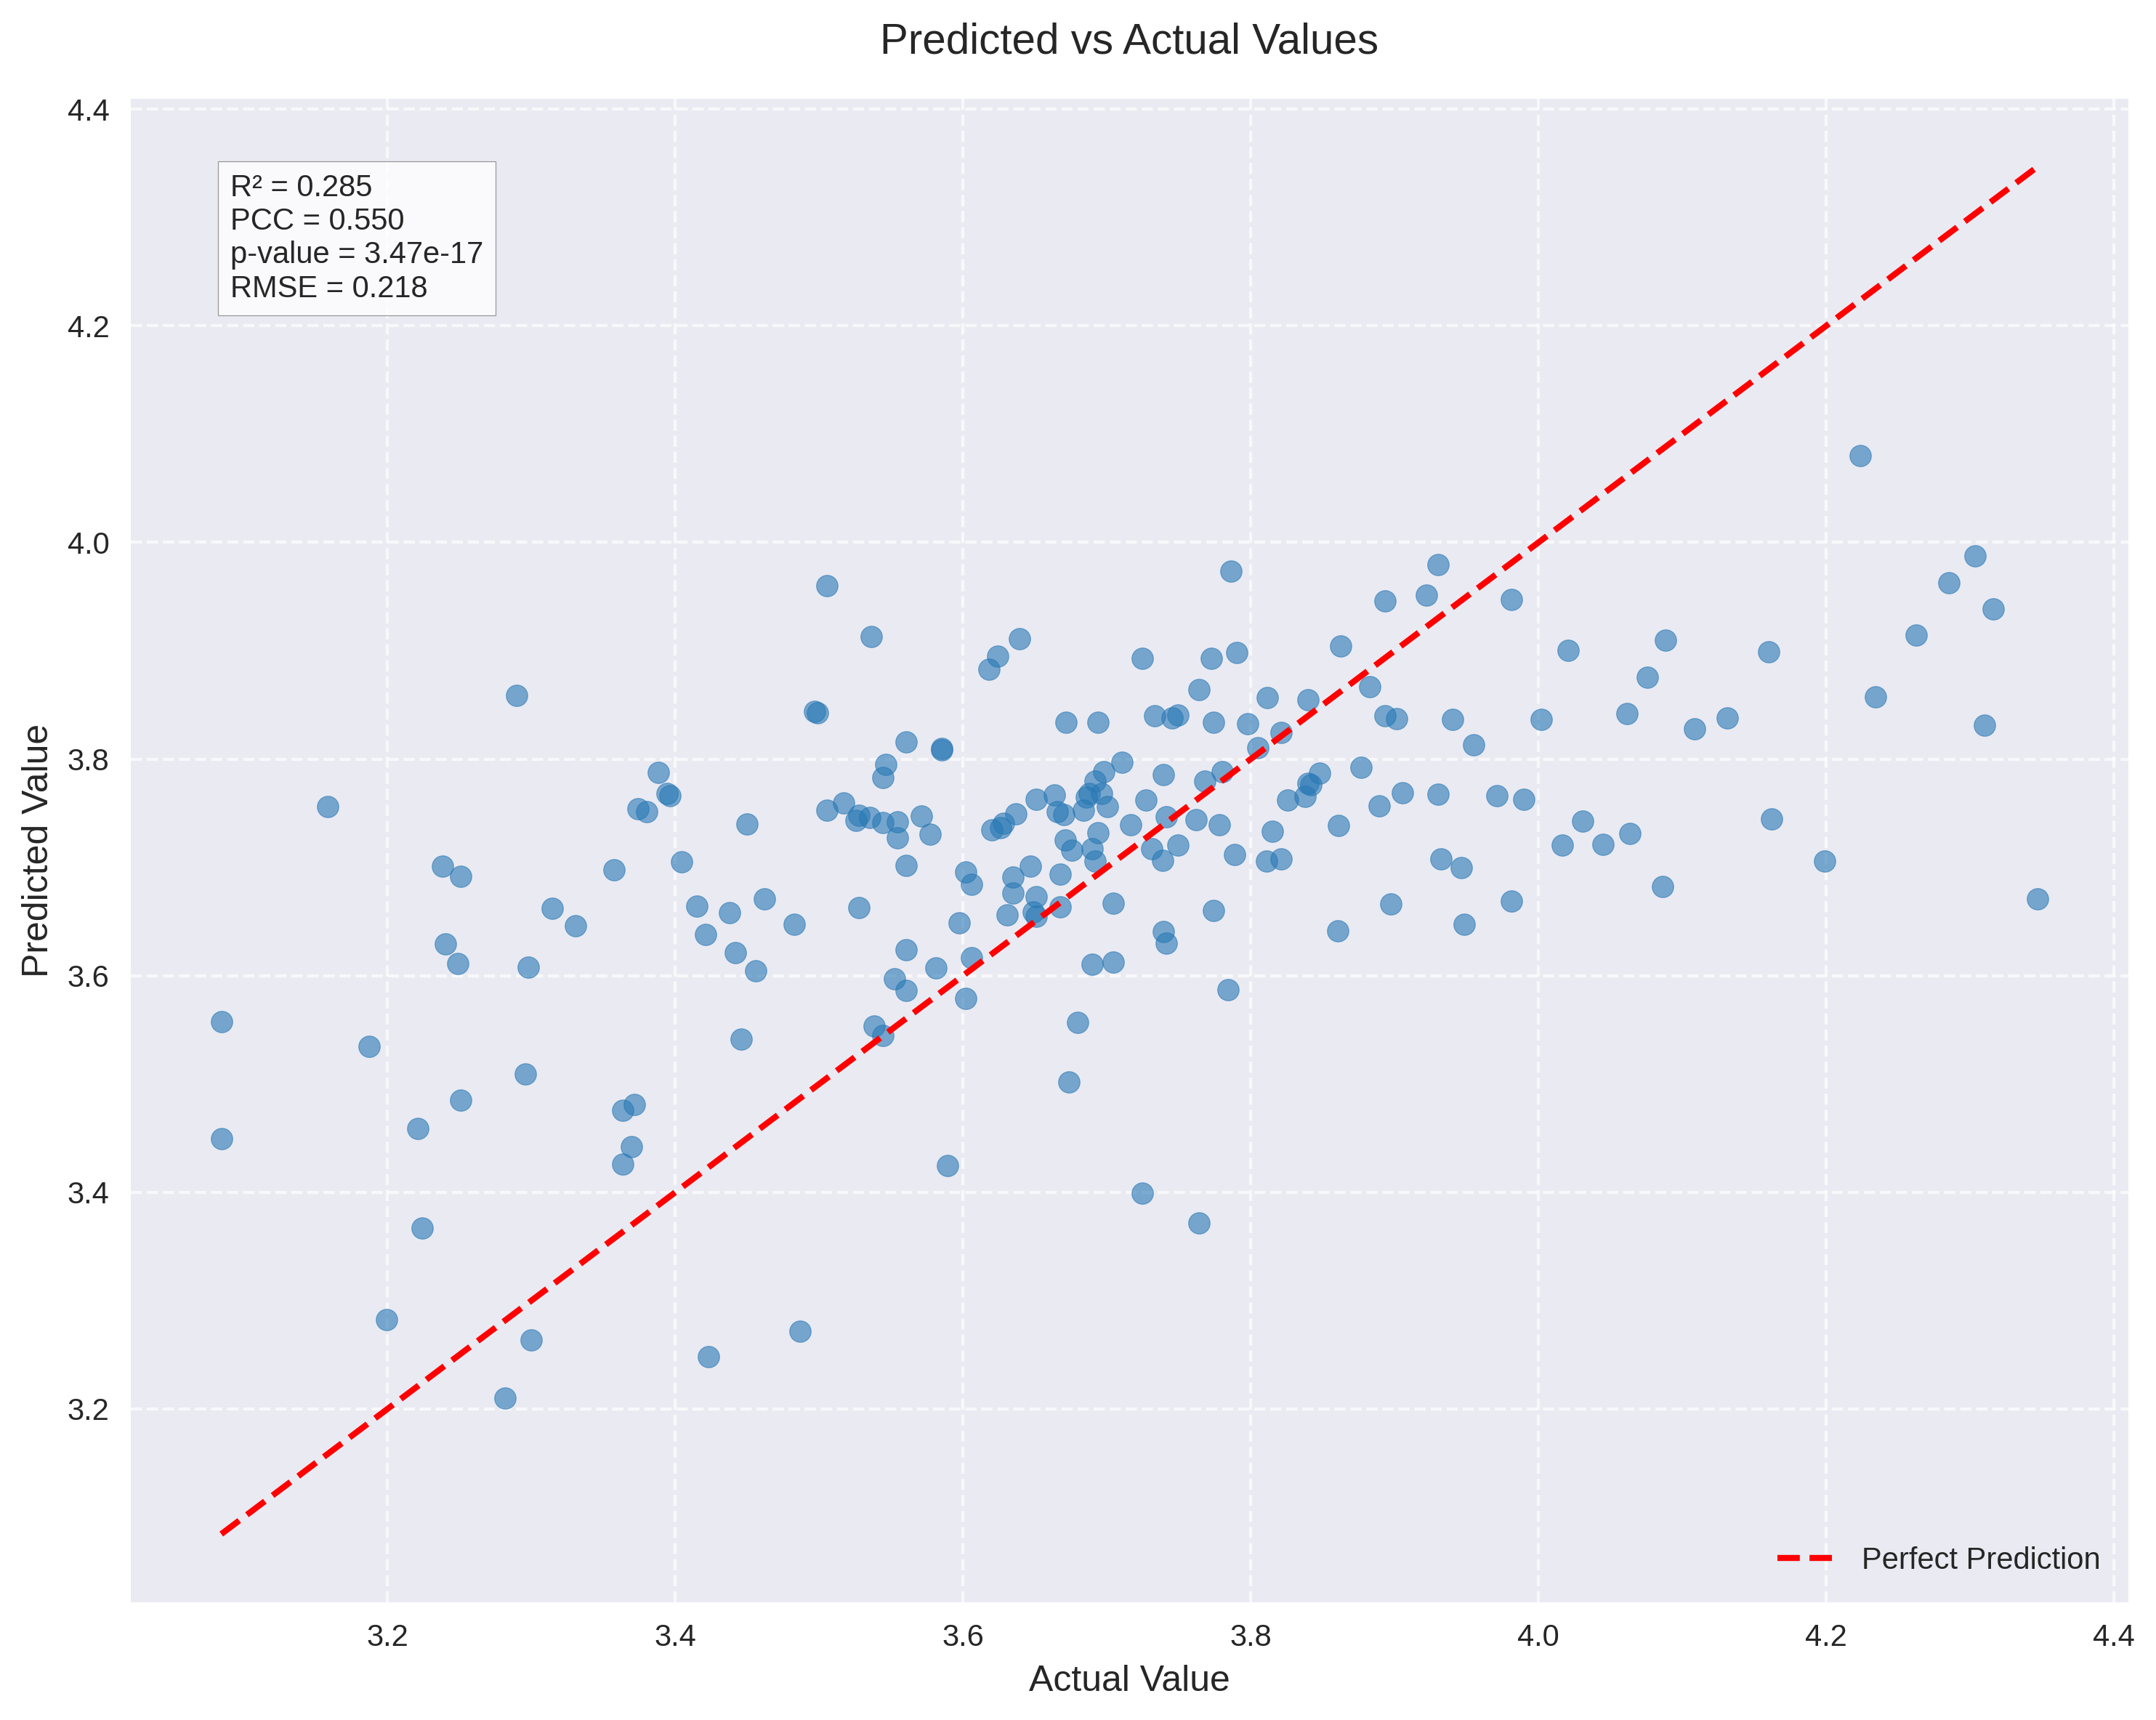 Predicted vs Actual Values
R² = 0.285
PCC = 0.550
p-value = 3.47e-17
RMSE = 0.218
4.4
4.2
4.0
3.8
3.6
3.4
3.2
Predicted Value
Perfect Prediction
3.2 3.4 3.6 3.8 4.0 4.2 4.4
Actual Value